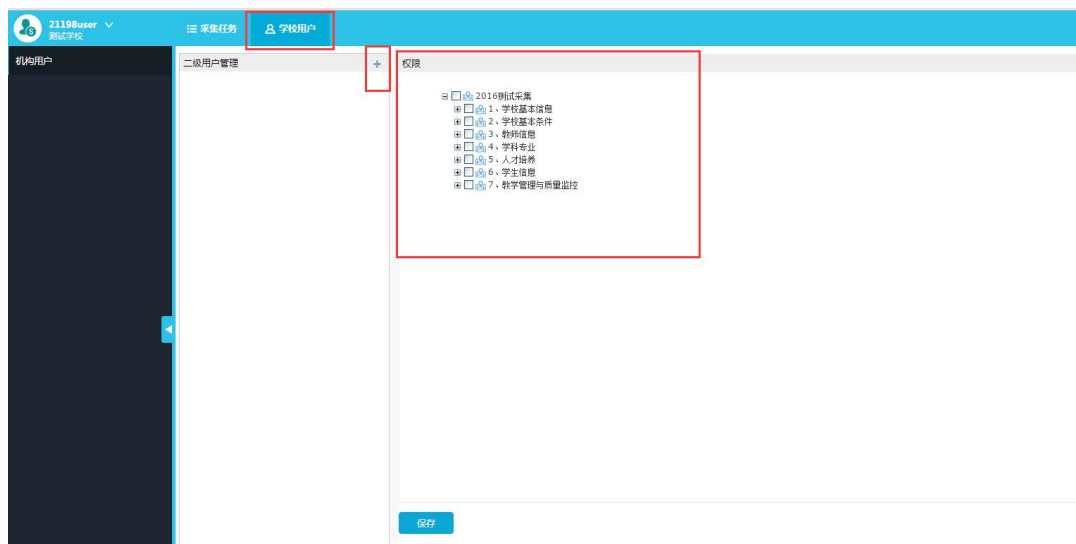 21198user
测试学校
采集任务
学校用户
机构用户
二级用户管理
+
权限
2016测试采集
1、学校基本信息
2、学校基本条件
3、教师信息
4、学科专业
5、人才培养
6、学生信息
7、教学管理与质量监控
保存